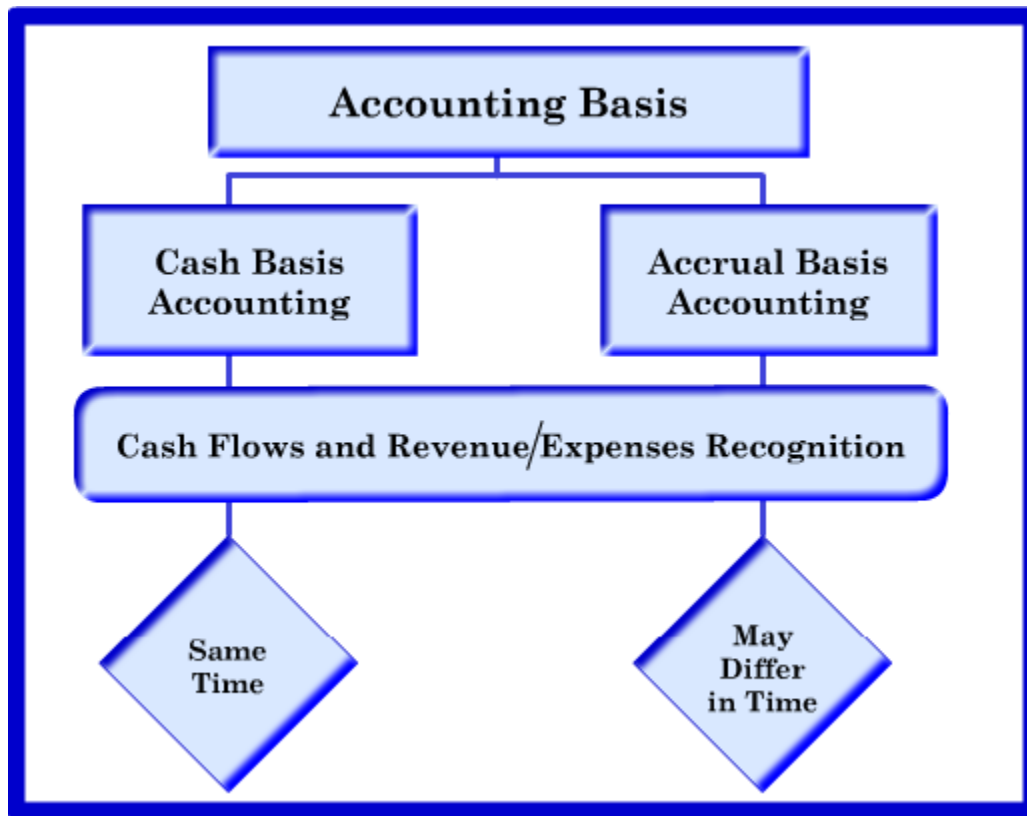 Accounting Basis
Cash Basis
Accounting
Accrual Basis
Accounting
Cash Flows and Revenue/Expenses Recognition
Same
Time
May
Differ
in Time